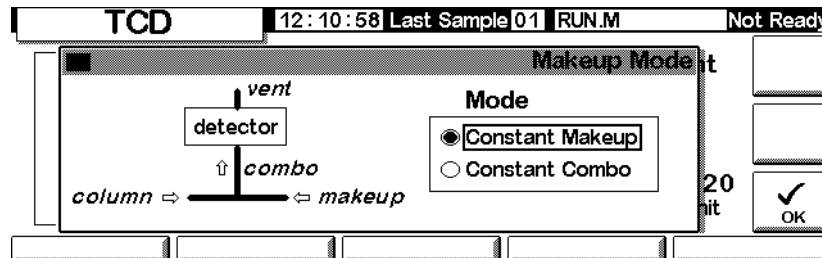 TCD 12:10:58 Last Sample 01 RUN.M Not Ready
Makeup Mode
vent
detector
combo
column ⇨ ⇦ makeup
Mode
Constant Makeup
Constant Combo
20
OK